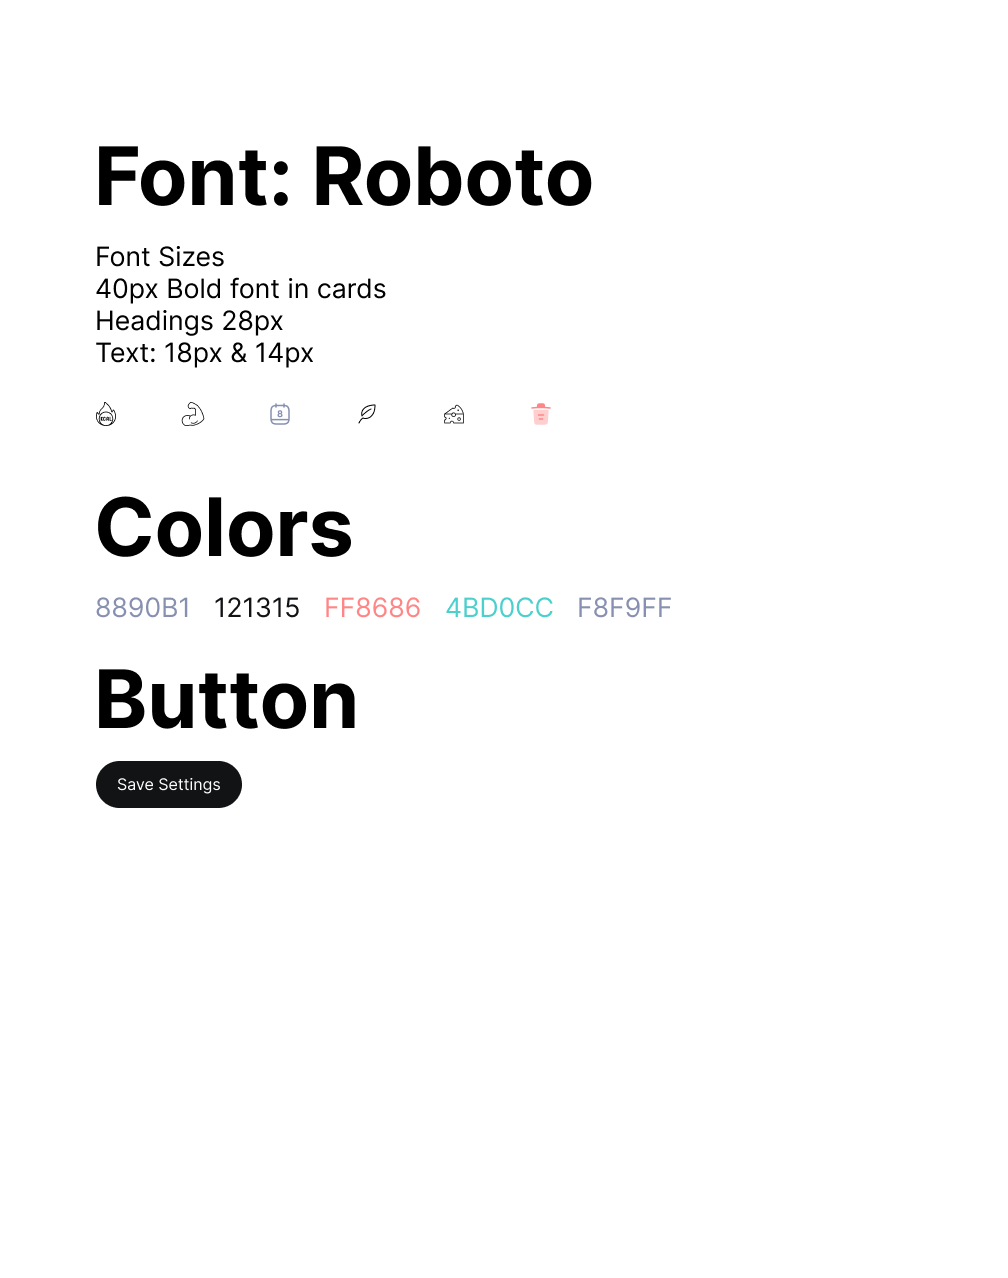 Font: Roboto
Font Sizes
40px Bold font in cards
Headings 28px
Text: 18px & 14px
KCAL 8
Colors
8890B1 121315 FF8686 4BD0CC F8F9FF
Button
Save Settings